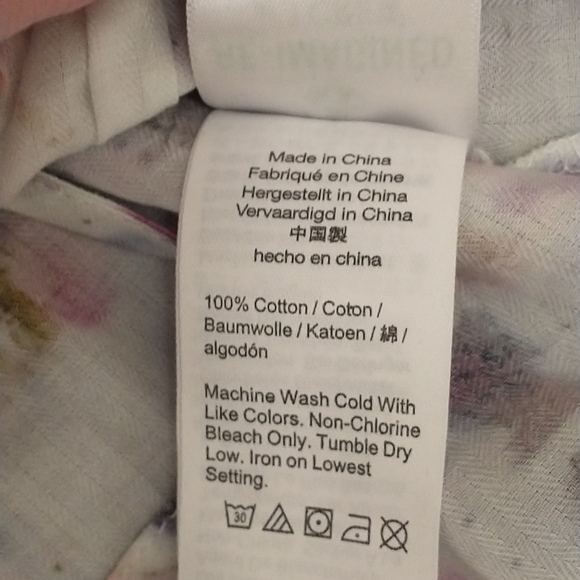 Made in China
Fabriqué en Chine
Hergestellt in China
Vervaardigd in China
中国製
hecho en china
100% Cotton / Coton /
Baumwolle / Katoen / 綿 /
algodón
Machine Wash Cold With
Like Colors. Non-Chlorine
Bleach Only. Tumble Dry
Low. Iron on Lowest
Setting.
30